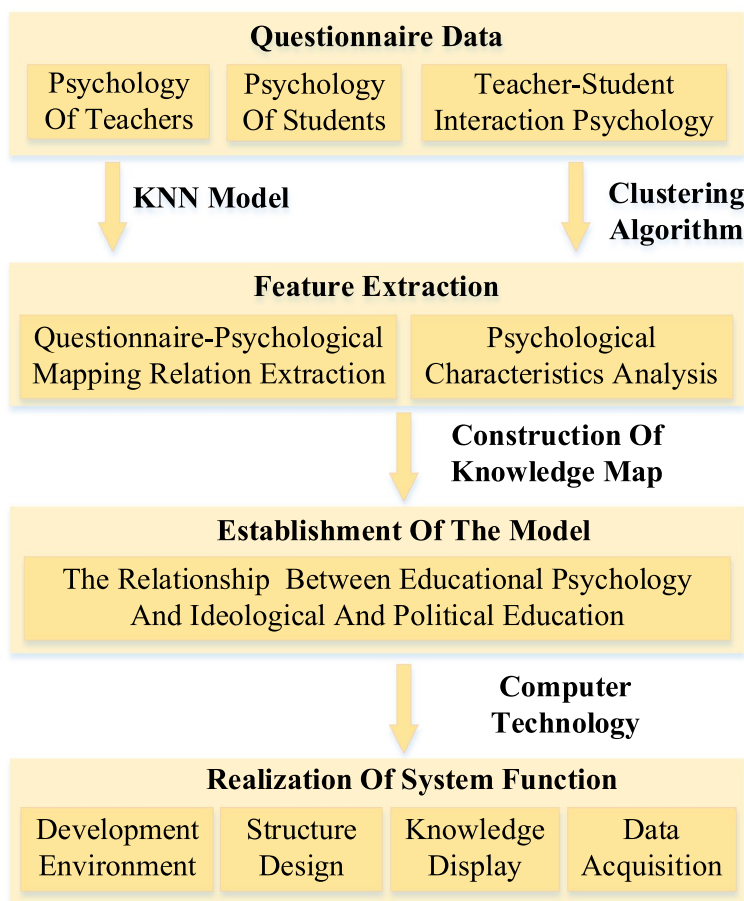 Questionnaire Data
Psychology
Of Teachers
Psychology
Of Students
Teacher-Student
Interaction Psychology
KNN Model
Clustering
Algorithm
Feature Extraction
Questionnaire-Psychological
Mapping Relation Extraction
Psychological
Characteristics Analysis
Construction Of
Knowledge Map
Establishment Of The Model
The Relationship  Between Educational Psychology
And Ideological And Political Education
Computer
Technology
Realization Of System Function
Development
Environment
Structure
Design
Knowledge
Display
Data
Acquisition